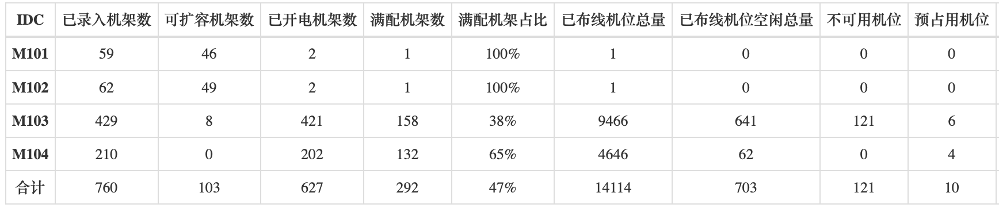 IDC 已录入机架数 可扩容机架数 已开电机架数 满配机架数 满配机架占比 已布线机位总量 已布线机位空闲总量 不可用机位 预占用机位
M101 59 46 2 1 100% 1 0 0 0
M102 62 49 2 1 100% 1 0 0 0
M103 429 8 421 158 38% 9466 641 121 6
M104 210 0 202 132 65% 4646 62 0 4
合计 760 103 627 292 47% 14114 703 121 10